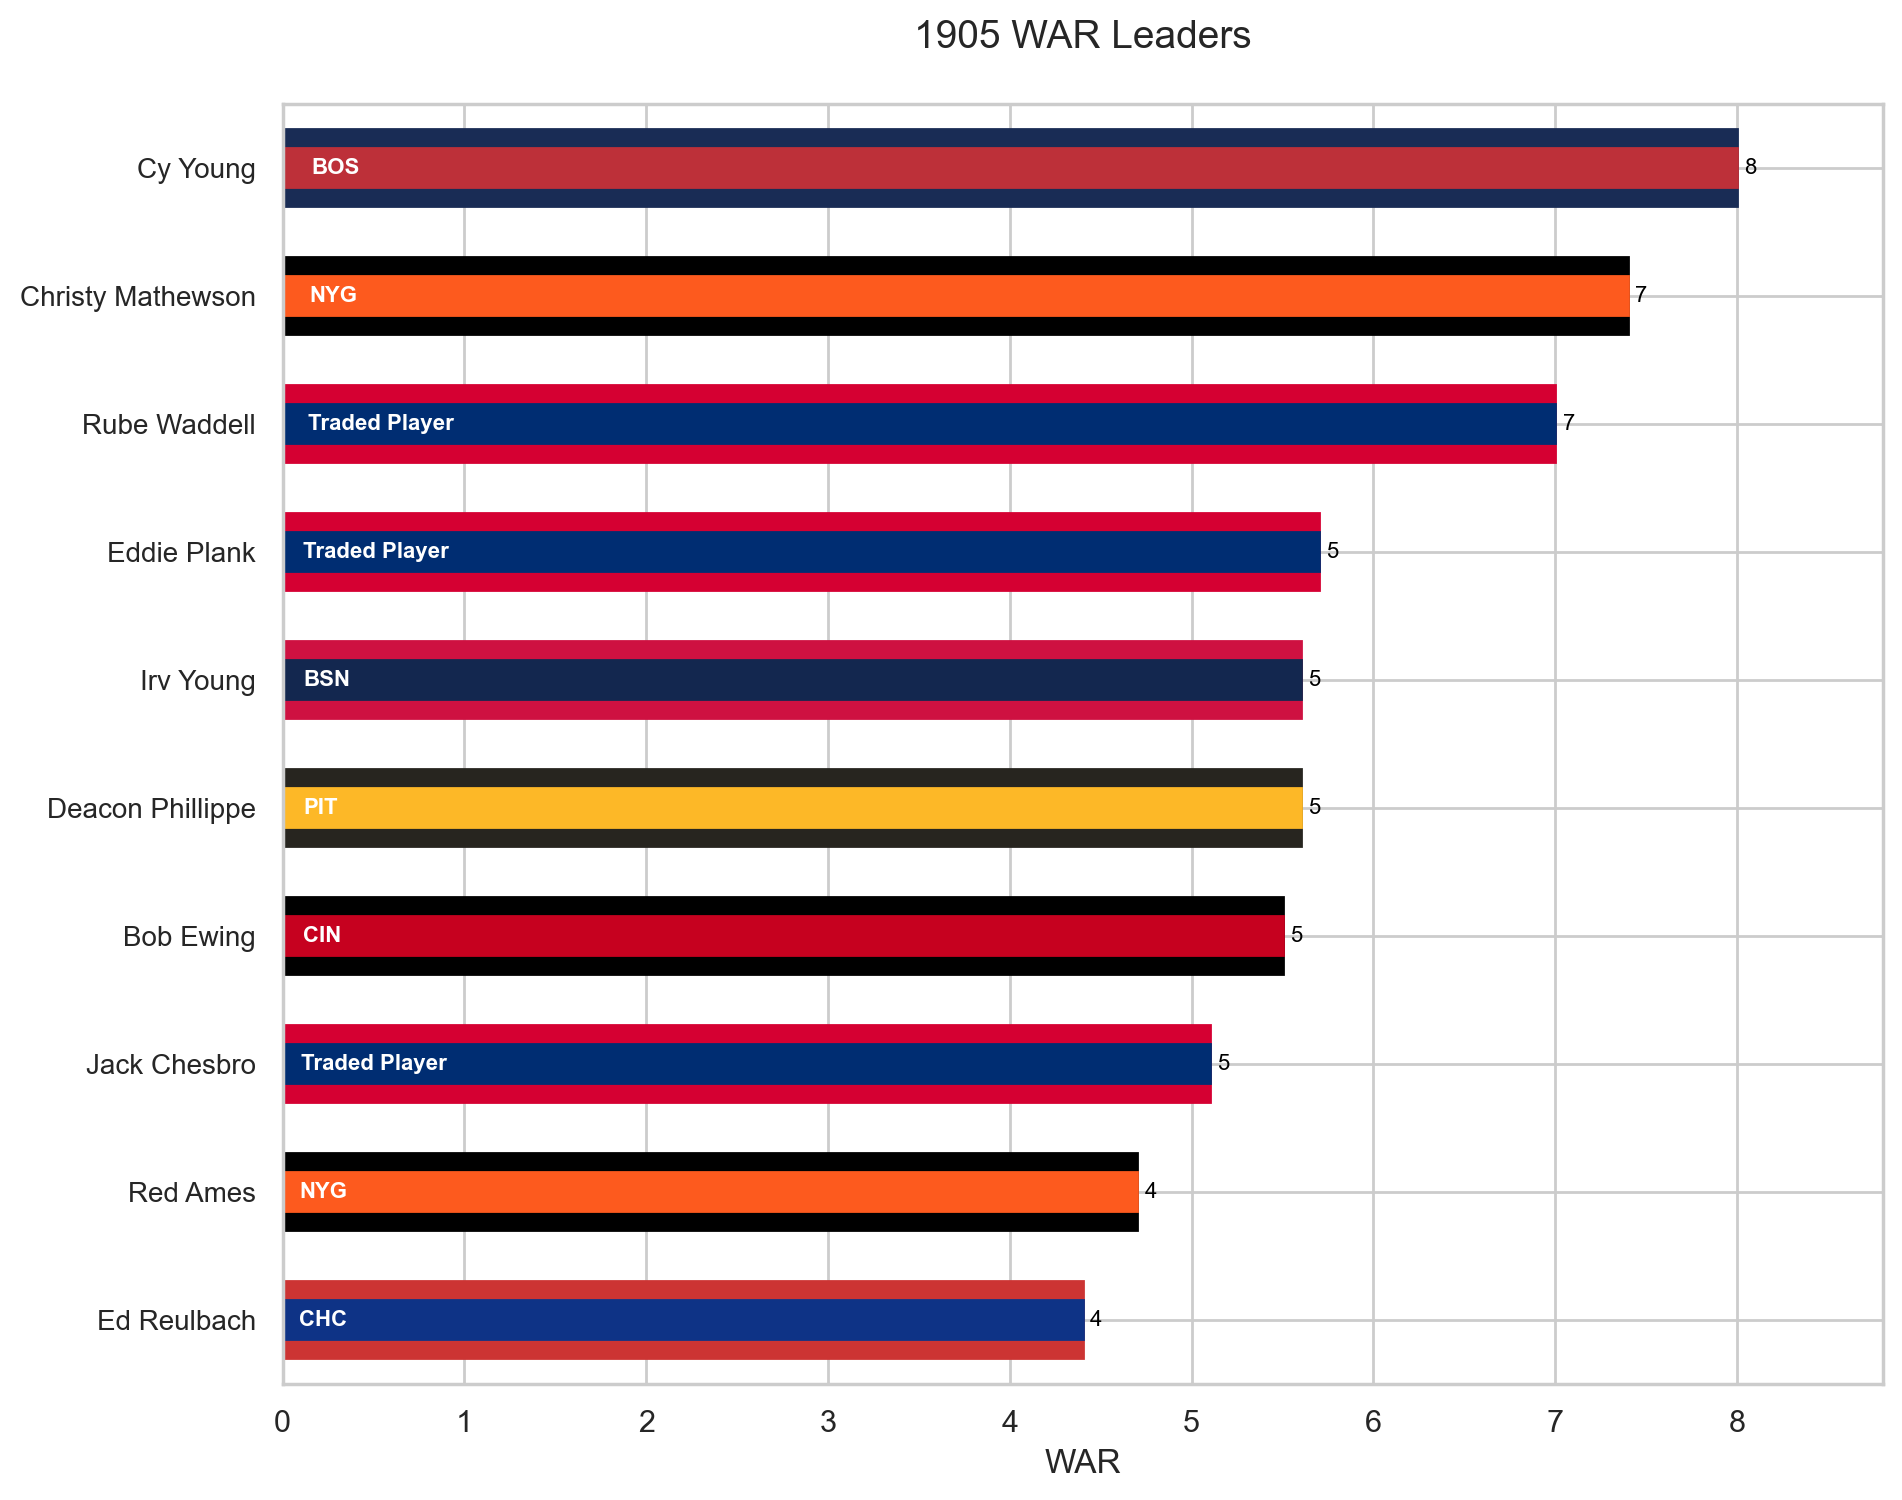 1905 WAR Leaders
Cy Young
BOS
8
Christy Mathewson
NYG
7
Rube Waddell
Traded Player
7
Eddie Plank
Traded Player
5
Irv Young
BSN
5
Deacon Phillippe
PIT
5
Bob Ewing
CIN
5
Jack Chesbro
Traded Player
5
Red Ames
NYG
4
Ed Reulbach
CHC
4
0 1 2 3 4 5 6 7 8
WAR